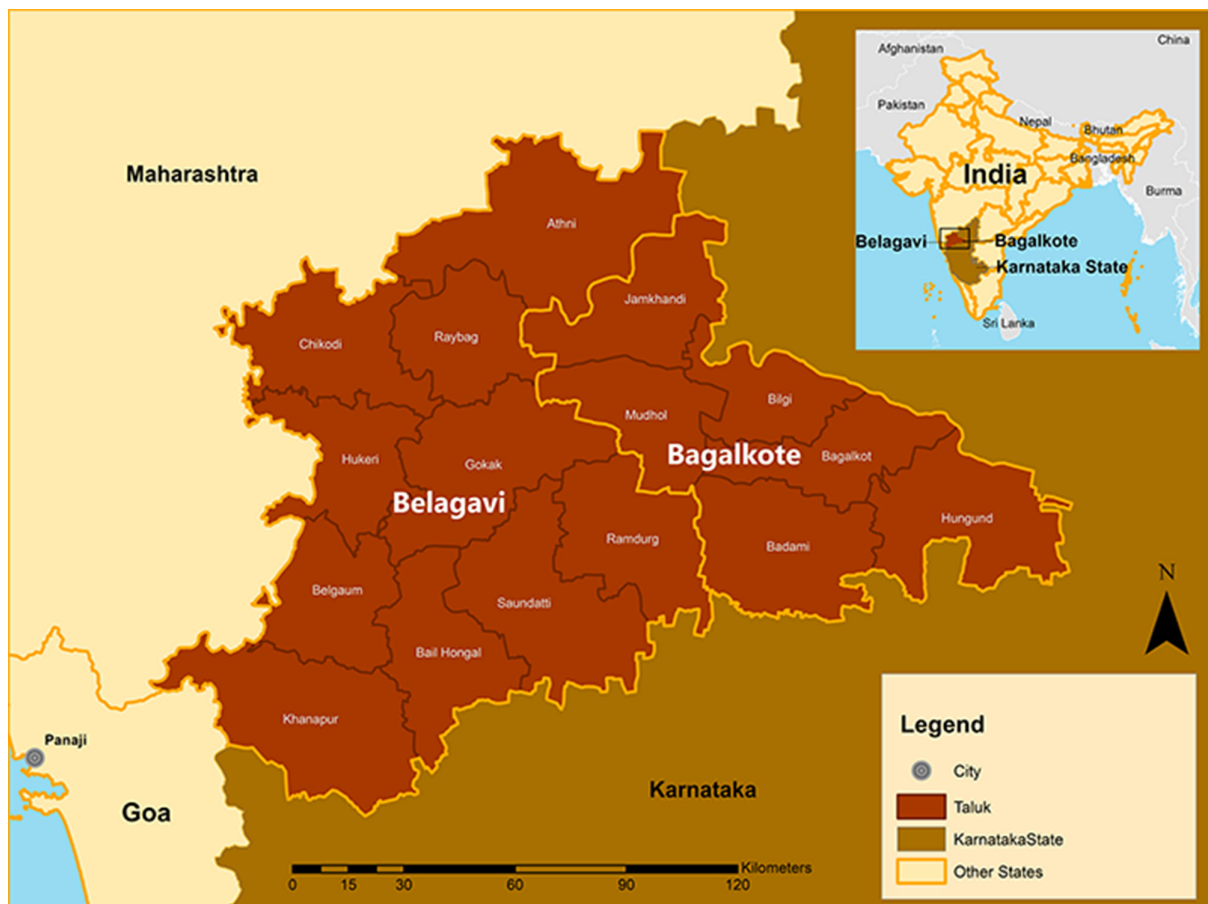 Afghanistan
China
Pakistan
Nepal
Bhutan
Bangladesh
India
Burma
Belagavi
Bagalkote
Karnataka State
Sri Lanka
Maharashtra
Athni
Jamkhandi
Chikodi
Raybag
Bilgi
Mudhol
Bagalkote
Bagalkot
Hukeri
Gokak
Belagavi
Hungund
Ramdurg
Badami
Belgaum
Saundatti
Bail Hongal
Khanapur
N
Panaji
Goa
Karnataka
Legend
City
Taluk
KarnatakaState
Other States
Kilometers
0 15 30 60 90 120